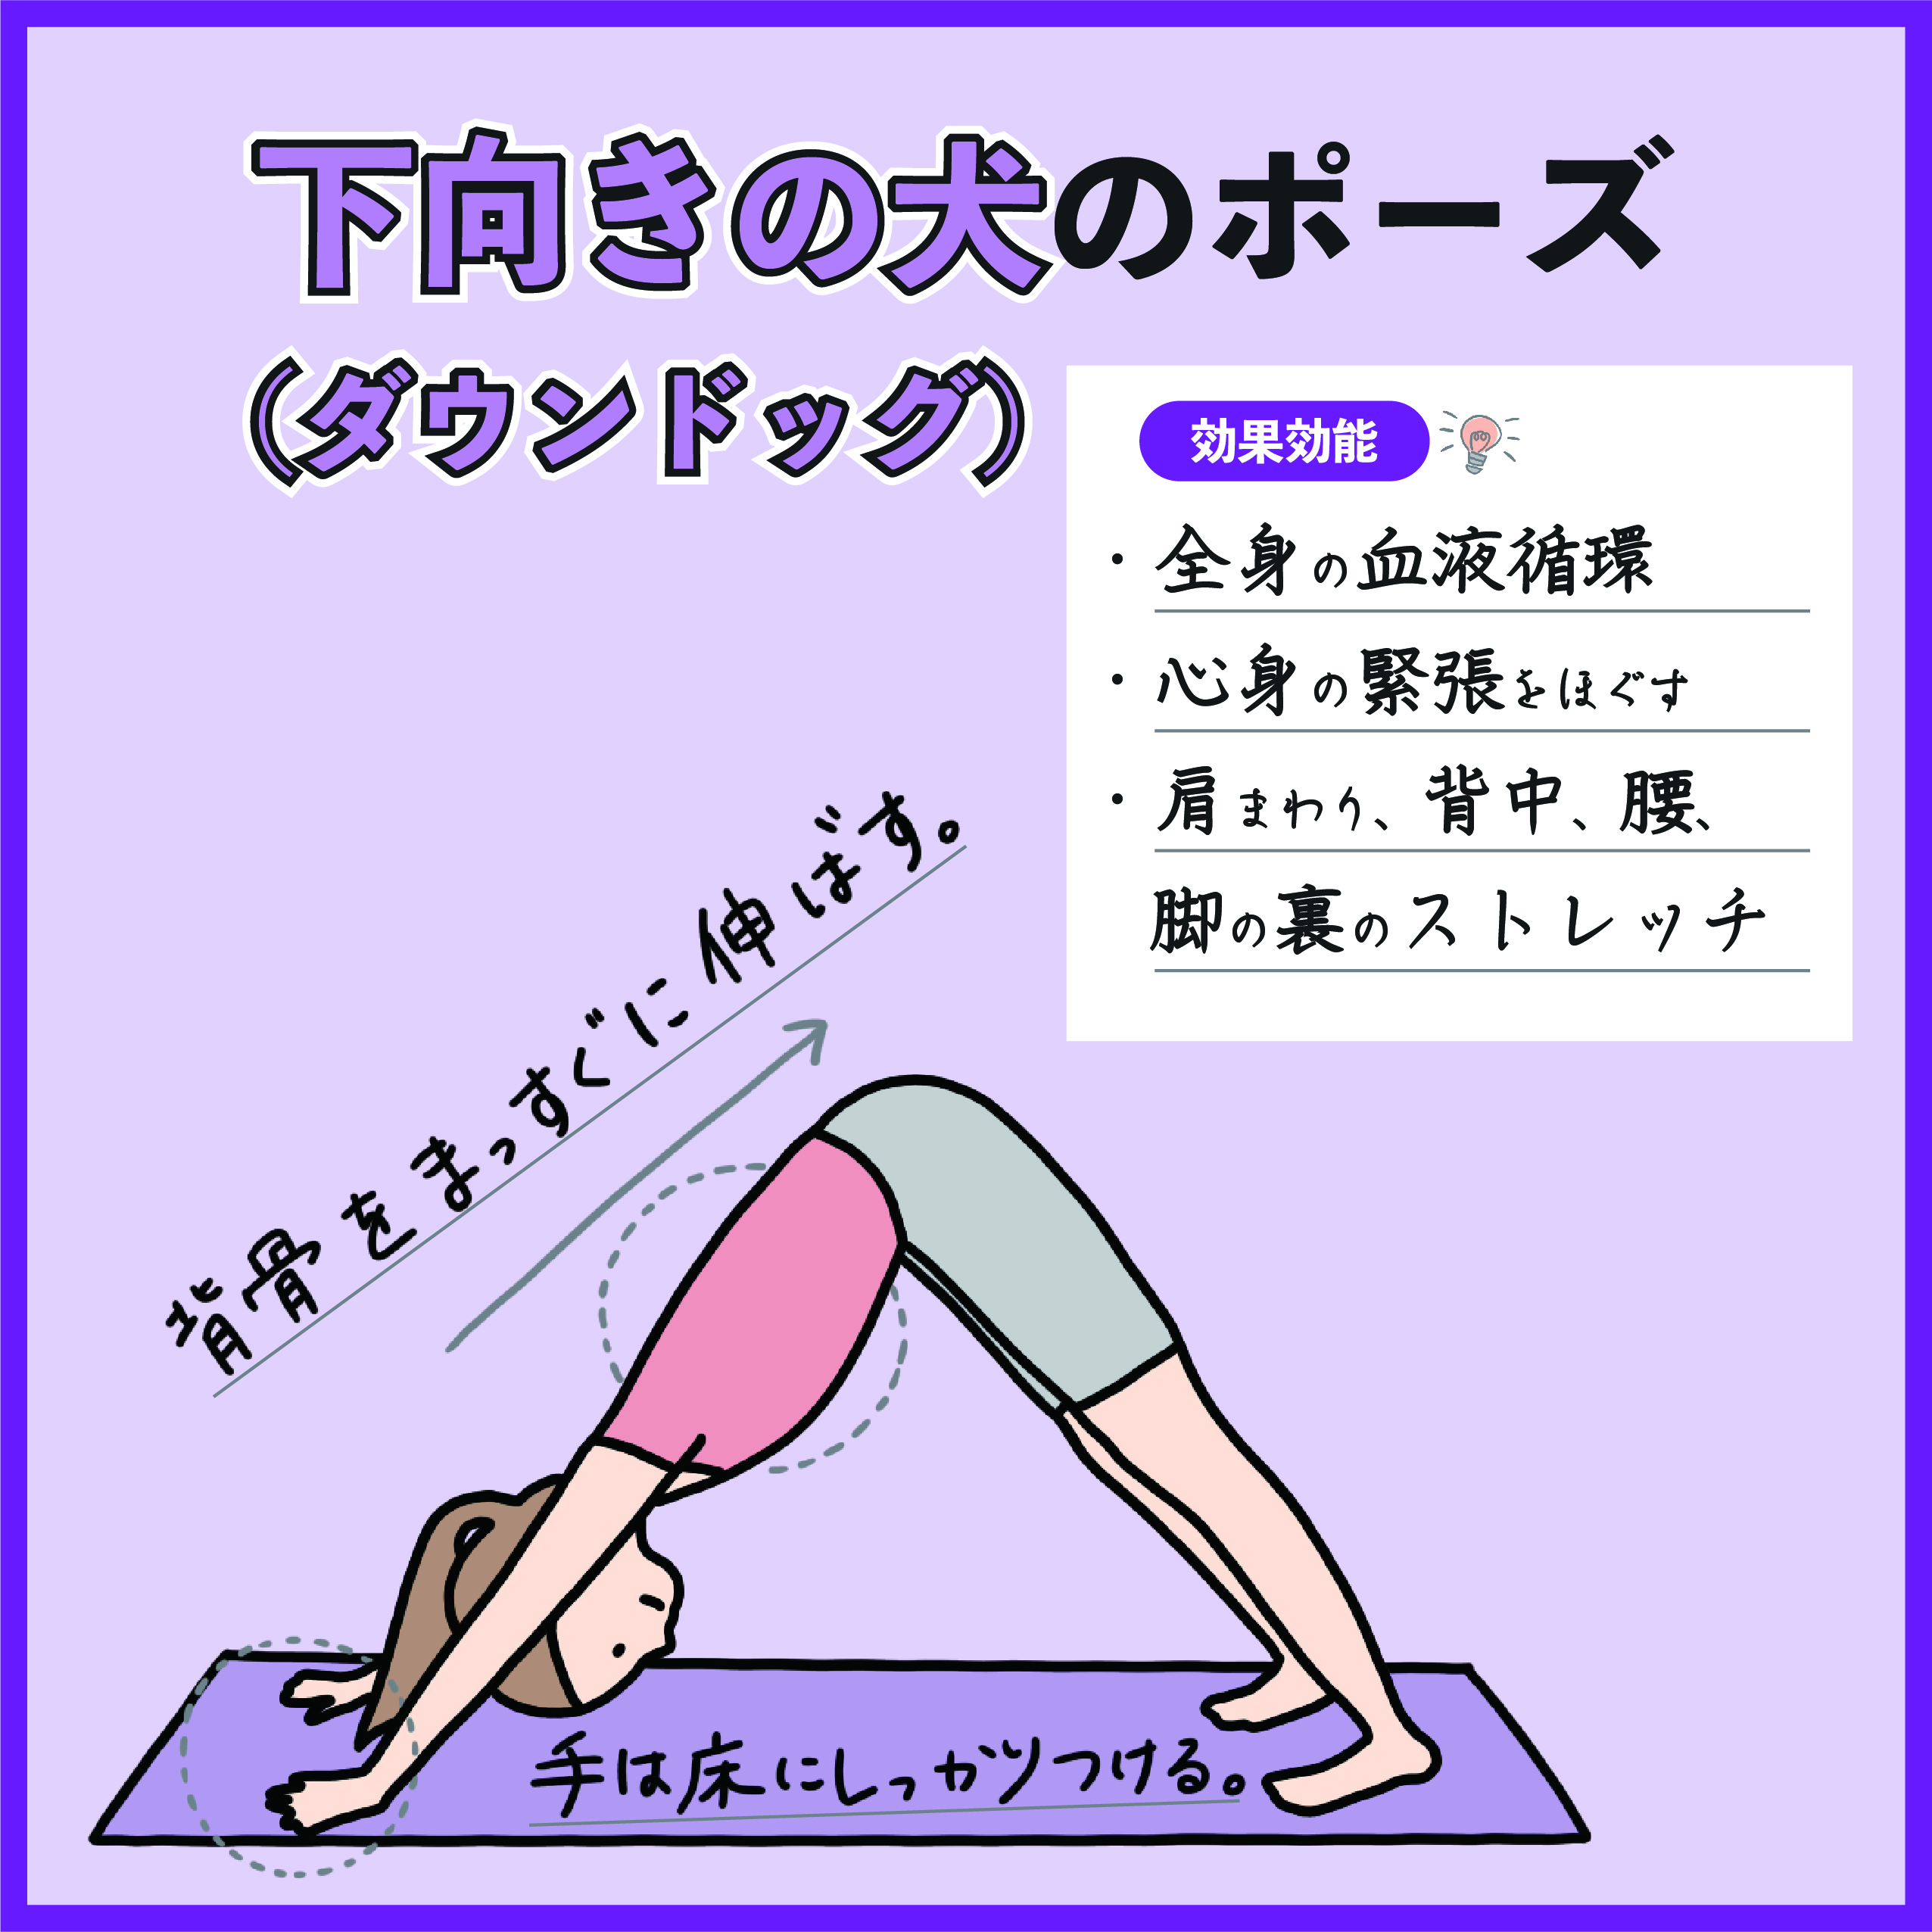 下向きの犬のポーズ
(ダウンドッグ)
効果効能
・全身の血液循環
・心身の緊張をほぐす
・肩まわり、背中、腰、
脚の裏のストレッチ
背骨をまっすぐに伸ばす。
手は床にしっかりつける。